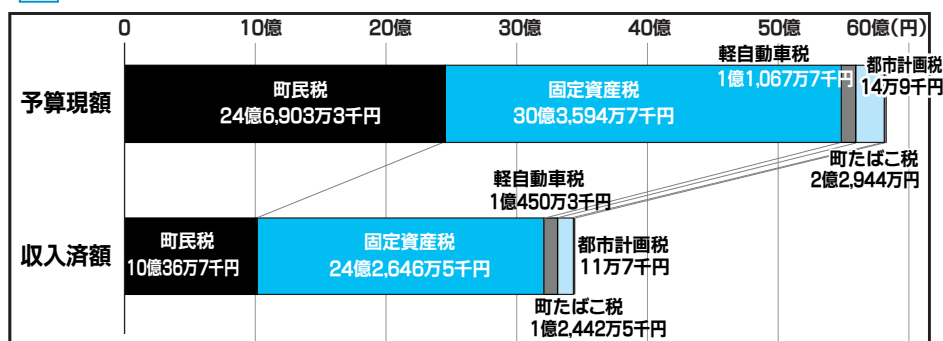 0 10億 20億 30億 40億 50億 60億(円)
予算現額
町民税
24億6,903万3千円
固定資産税
30億3,594万7千円
軽自動車税
1億1,067万7千円
都市計画税
14万9千円
町たばこ税
2億2,944万円
収入済額
町民税
10億36万7千円
固定資産税
24億2,646万5千円
軽自動車税
1億450万3千円
都市計画税
11万7千円
町たばこ税
1億2,442万5千円